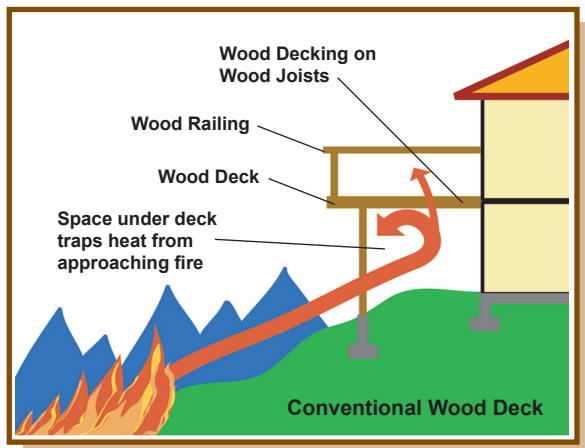 Wood Decking on
Wood Joists
Wood Railing
Wood Deck
Space under deck
traps heat from
approaching fire
Conventional Wood Deck